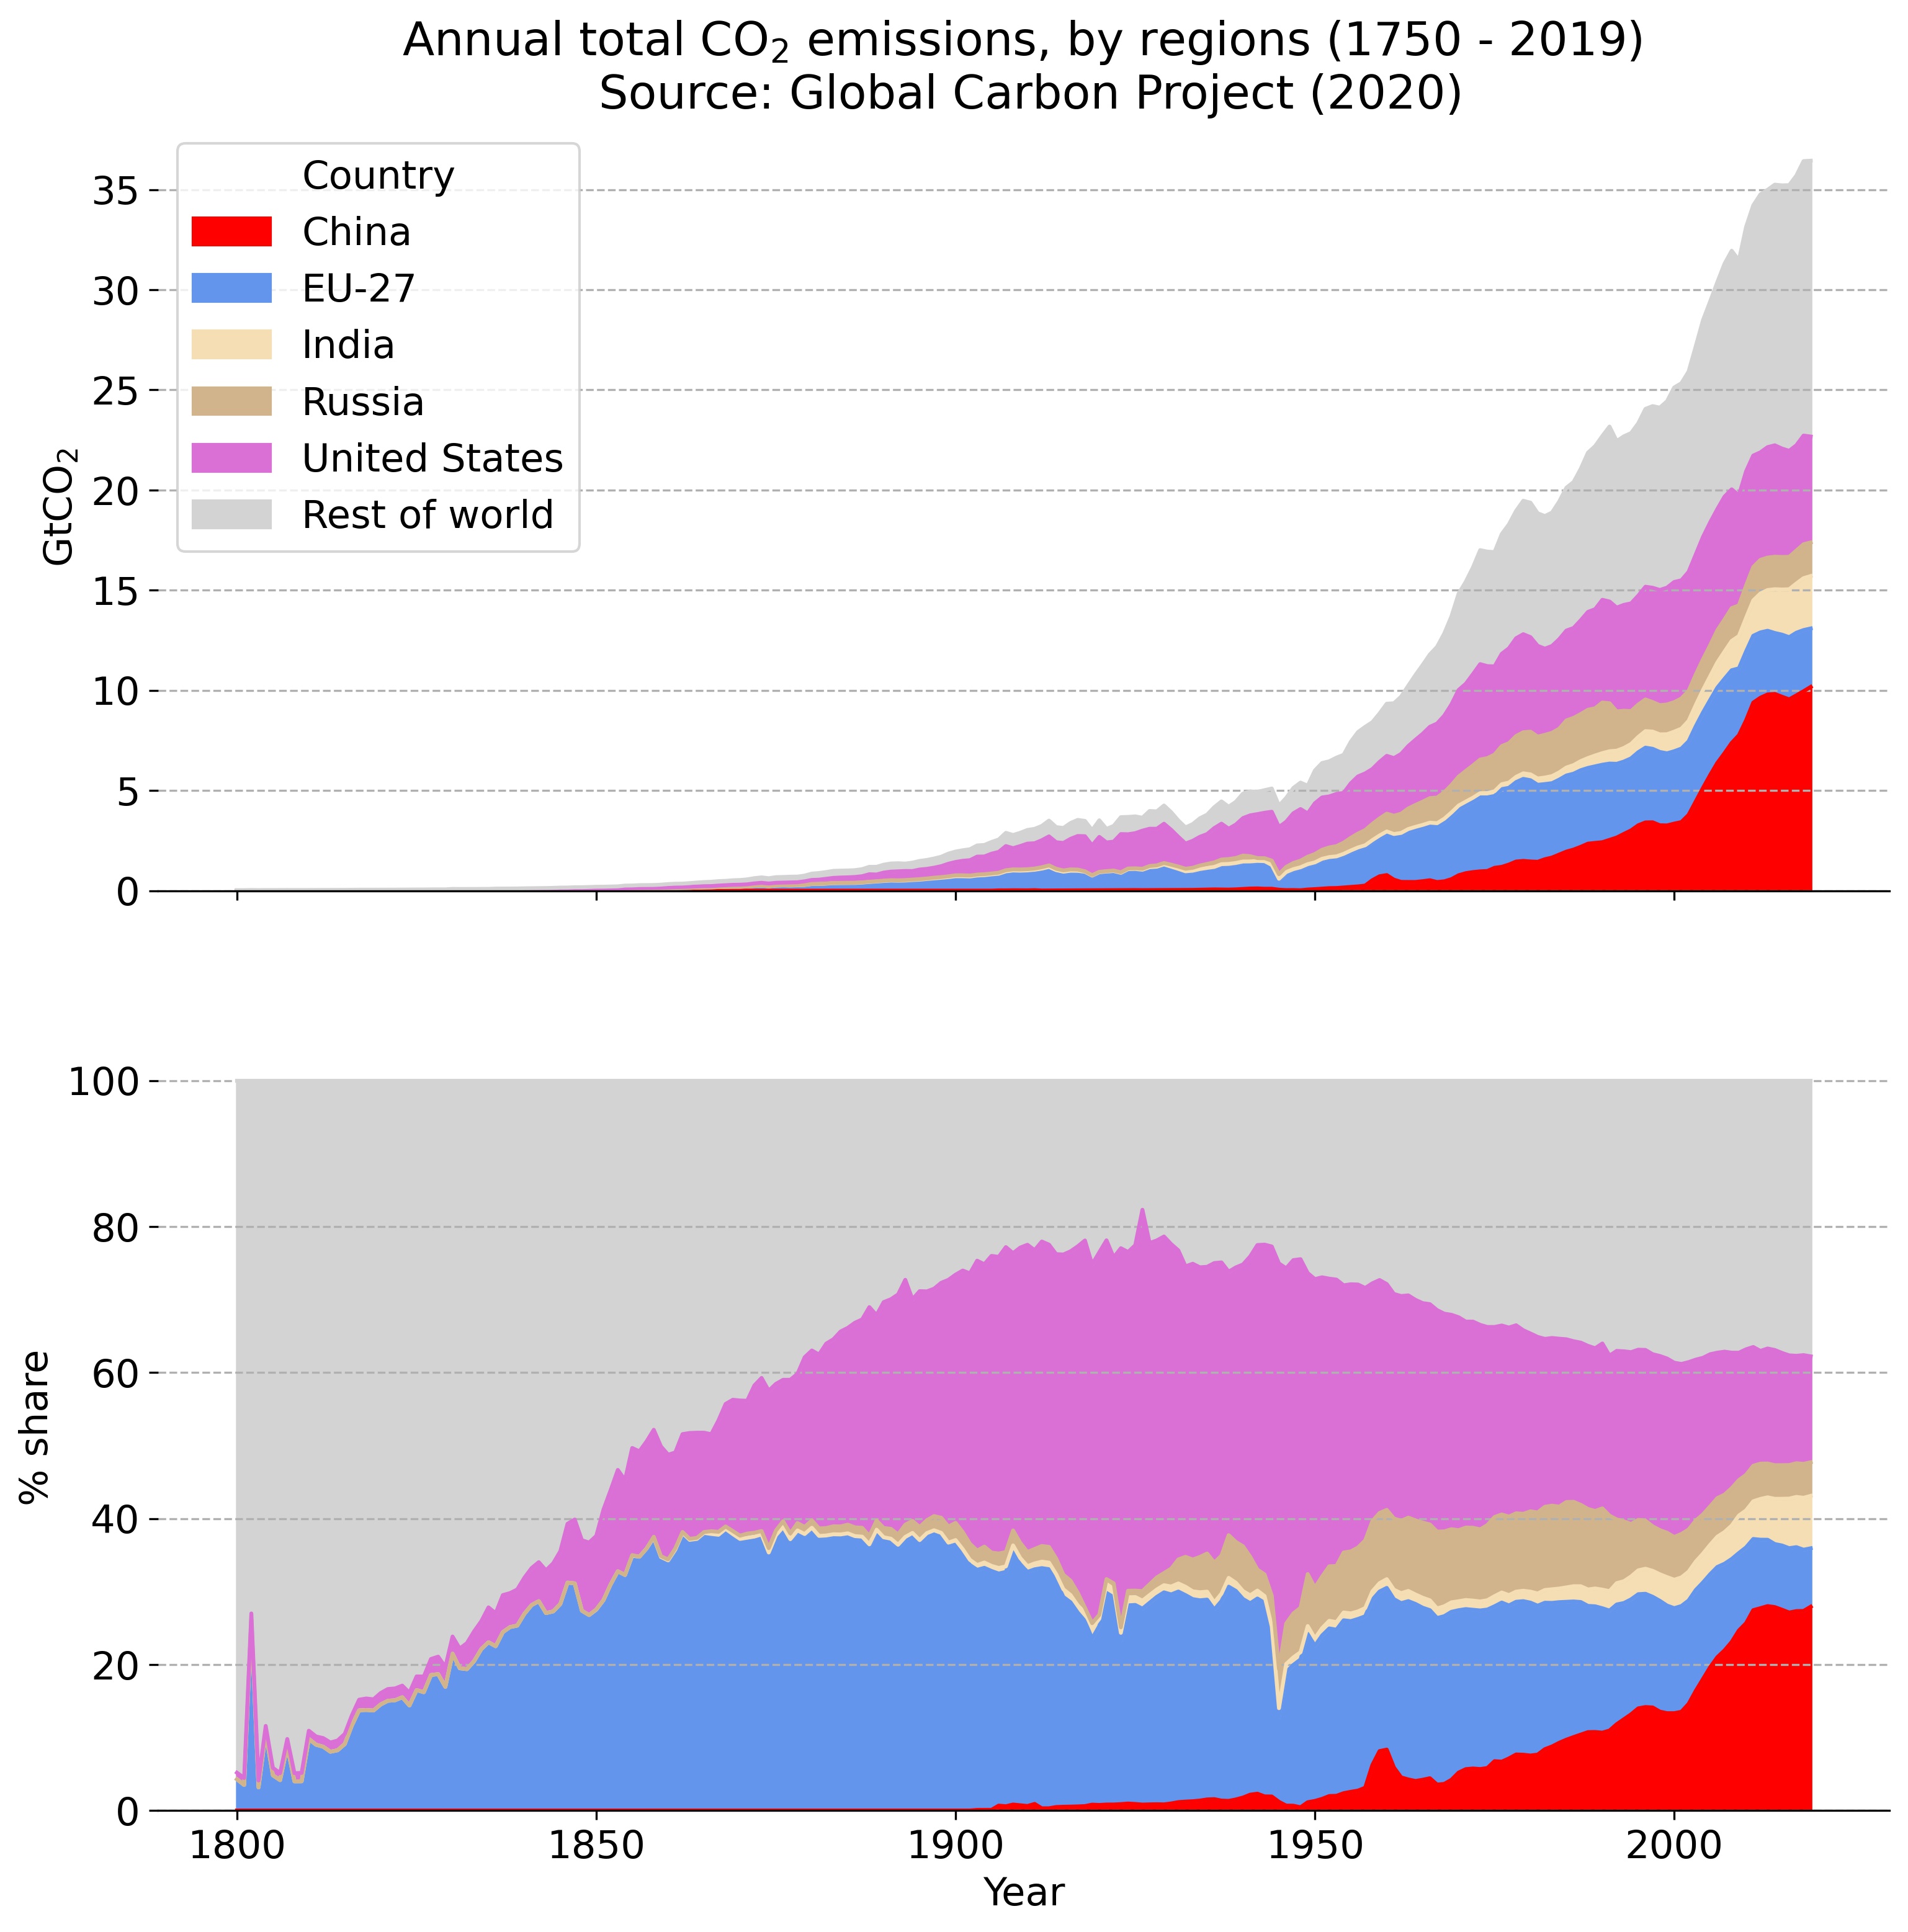 Annual total CO₂ emissions, by regions (1750 - 2019)
Source: Global Carbon Project (2020)
Country
China
EU-27
India
Russia
United States
Rest of world
GtCO₂
35
30
25
20
15
10
5
0
% share
100
80
60
40
20
0
1800 1850 1900 1950 2000
Year